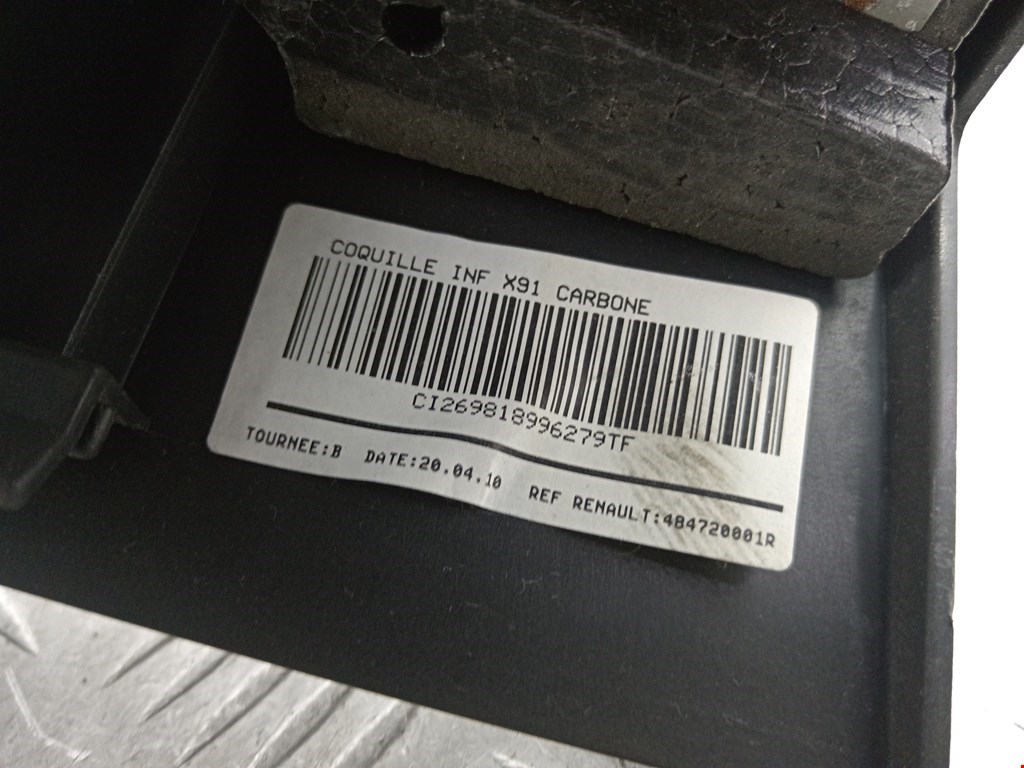 COQUILLE INF X91 CARBONE
CI269818996279TF
TOURNEE:B DATE:20.04.10 REF RENAULT:484720001R